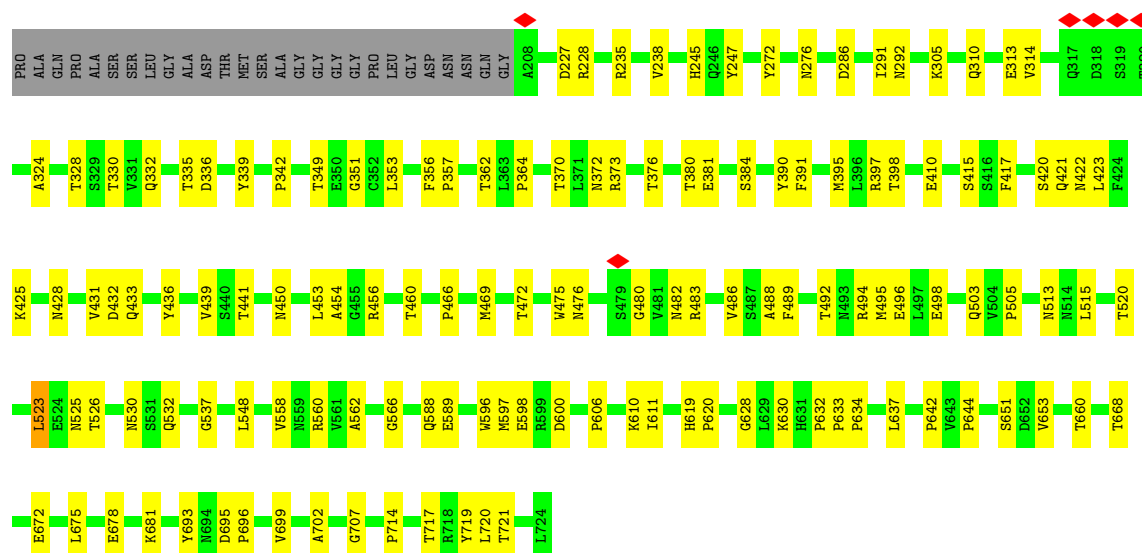 PRO ALA GLN PRO ALA SER SER LEU GLY ALA ASP THR MET SER ALA GLY GLY GLY GLY PRO LEU GLY ASP ASN ASN GLN GLY A208 D227 R228 R235 V238 H245 Q246 Y247 Y272 N276 D286 I291 N292 K305 Q310 E313 V314 Q317 D318 S319
A324 T328 S329 T330 V331 Q332 T335 D336 Y339 P342 T349 E350 G351 C352 L353 F356 P357 T362 L363 P364 T370 L371 N372 R373 T376 T380 E381 S384 Y390 F391 M395 L396 R397 T398 E410 S415 S416 F417 S420 Q421 N422 L423 F424
K425 N428 V431 D432 Q433 Y436 V439 S440 T441 N450 L453 A454 G455 R456 T460 P466 M469 T472 W475 N476 S479 G480 V481 N482 R483 V486 S487 A488 F489 T492 N493 R494 M495 E496 L497 E498 Q503 V504 P505 N513 N514 L515 T520
L523 E524 N525 T526 N530 S531 Q532 G537 L548 V558 N559 R560 V561 A562 G566 Q588 E589 W596 M597 E598 R599 D600 P606 K610 I611 H619 P620 G628 L629 K630 H631 P632 P633 P634 L637 P642 V643 P644 S651 D652 V653 T660 T668
E672 L675 E678 K681 Y693 N694 D695 P696 V699 A702 G707 P714 T717 R718 Y719 L720 T721 L724